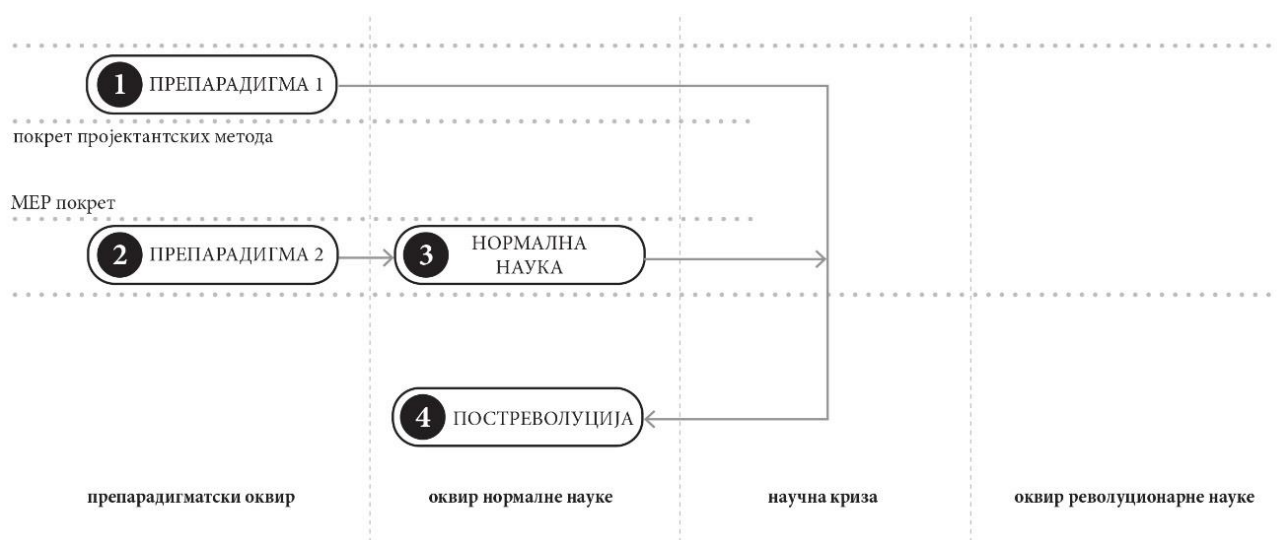 1 ПРЕПАРАДИГМА 1
покрет пројектантских метода
МЕР покрет
2 ПРЕПАРАДИГМА 2
3 НОРМАЛНА
НАУКА
4 ПОСТРЕВОЛУЦИЈА
препарадигматски оквир
оквир нормалне науке
научна криза
оквир револуционарне науке